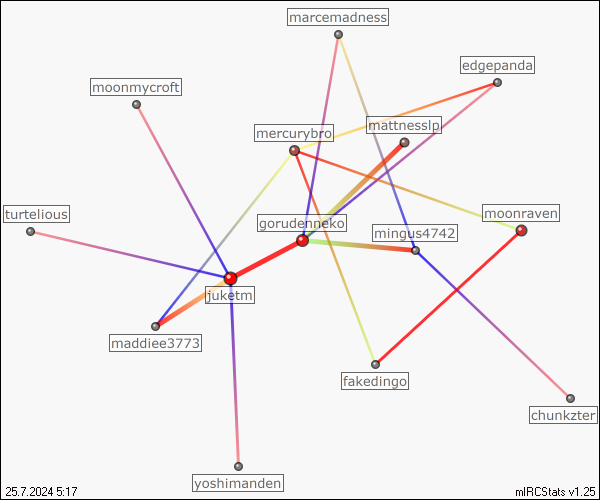 marcemadness
edgepanda
moonmycroft
mattnesslp
mercurybro
turtelious
moonraven
gorudenneko
mingus4742
juketm
maddiee3773
fakedingo
chunkzter
yoshimanden
25.7.2024 5:17
mIRCStats v1.25